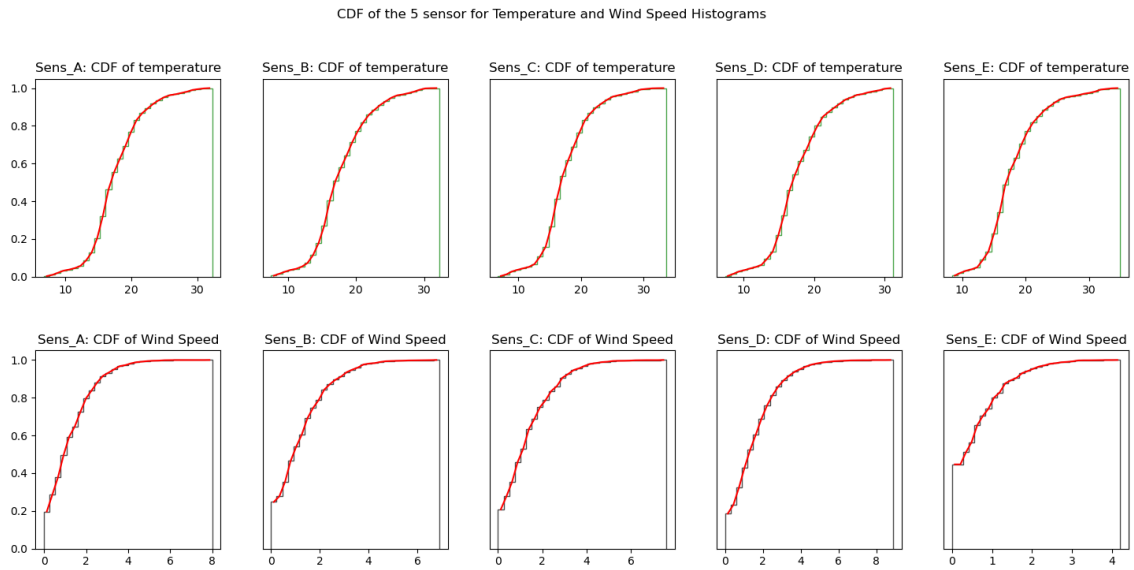 CDF of the 5 sensor for Temperature and Wind Speed Histograms
Sens_A: CDF of temperature Sens_B: CDF of temperature Sens_C: CDF of temperature Sens_D: CDF of temperature Sens_E: CDF of temperature
1.0
0.8
0.6
0.4
0.2
0.0
10 20 30 10 20 30 10 20 30 10 20 30 10 20 30
Sens_A: CDF of Wind Speed Sens_B: CDF of Wind Speed Sens_C: CDF of Wind Speed Sens_D: CDF of Wind Speed Sens_E: CDF of Wind Speed
1.0
0.8
0.6
0.4
0.2
0.0
0 2 4 6 8 0 2 4 6 0 2 4 6 0 2 4 6 8 0 1 2 3 4